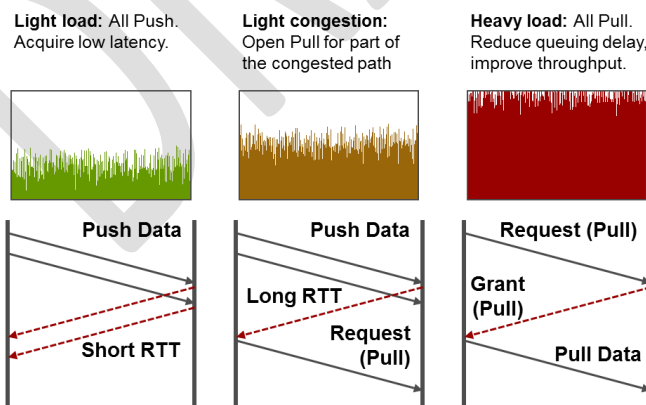 Light load: All Push.
Acquire low latency.
Light congestion:
Open Pull for part of
the congested path
Heavy load: All Pull.
Reduce queuing delay,
improve throughput.
Push Data
Short RTT
Push Data
Long RTT
Request
(Pull)
Request (Pull)
Grant
(Pull)
Pull Data